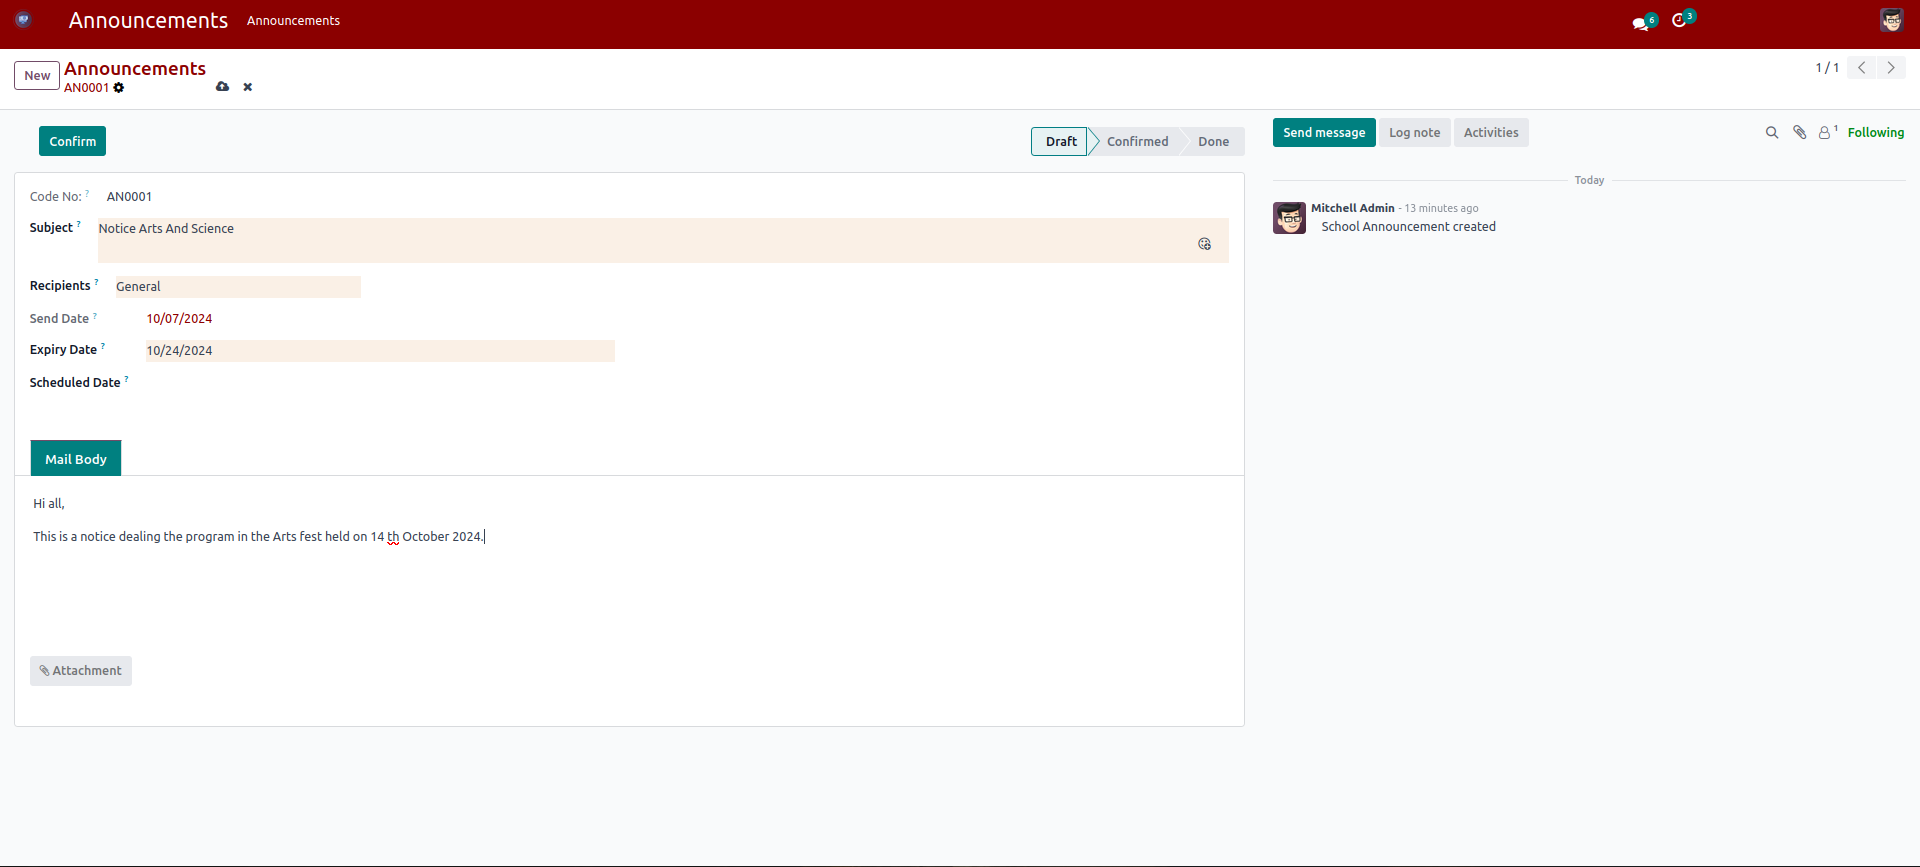 Announcements Announcements 6 3
New Announcements 1 / 1
AN0001
Confirm Draft Confirmed Done Send message Log note Activities 1 Following
Today
Code No: ? AN0001
Mitchell Admin - 13 minutes ago
School Announcement created
Subject ? Notice Arts And Science
Recipients ? General
Send Date ? 10/07/2024
Expiry Date ? 10/24/2024
Scheduled Date ?
Mail Body
Hi all,
This is a notice dealing the program in the Arts fest held on 14 th October 2024.
Attachment